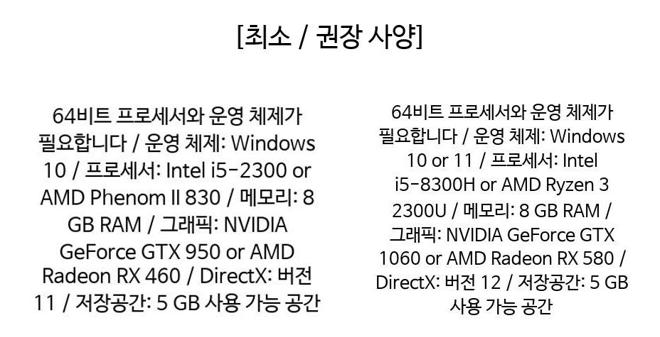 [최소 / 권장 사양]
64비트 프로세서와 운영 체제가
필요합니다 / 운영 체제: Windows
10 / 프로세서: Intel i5-2300 or
AMD Phenom II 830 / 메모리: 8
GB RAM / 그래픽: NVIDIA
GeForce GTX 950 or AMD
Radeon RX 460 / DirectX: 버전
11 / 저장공간: 5 GB 사용 가능 공간
64비트 프로세서와 운영 체제가
필요합니다 / 운영 체제: Windows
10 or 11 / 프로세서: Intel
i5-8300H or AMD Ryzen 3
2300U / 메모리: 8 GB RAM /
그래픽: NVIDIA GeForce GTX
1060 or AMD Radeon RX 580 /
DirectX: 버전 12 / 저장공간: 5 GB
사용 가능 공간